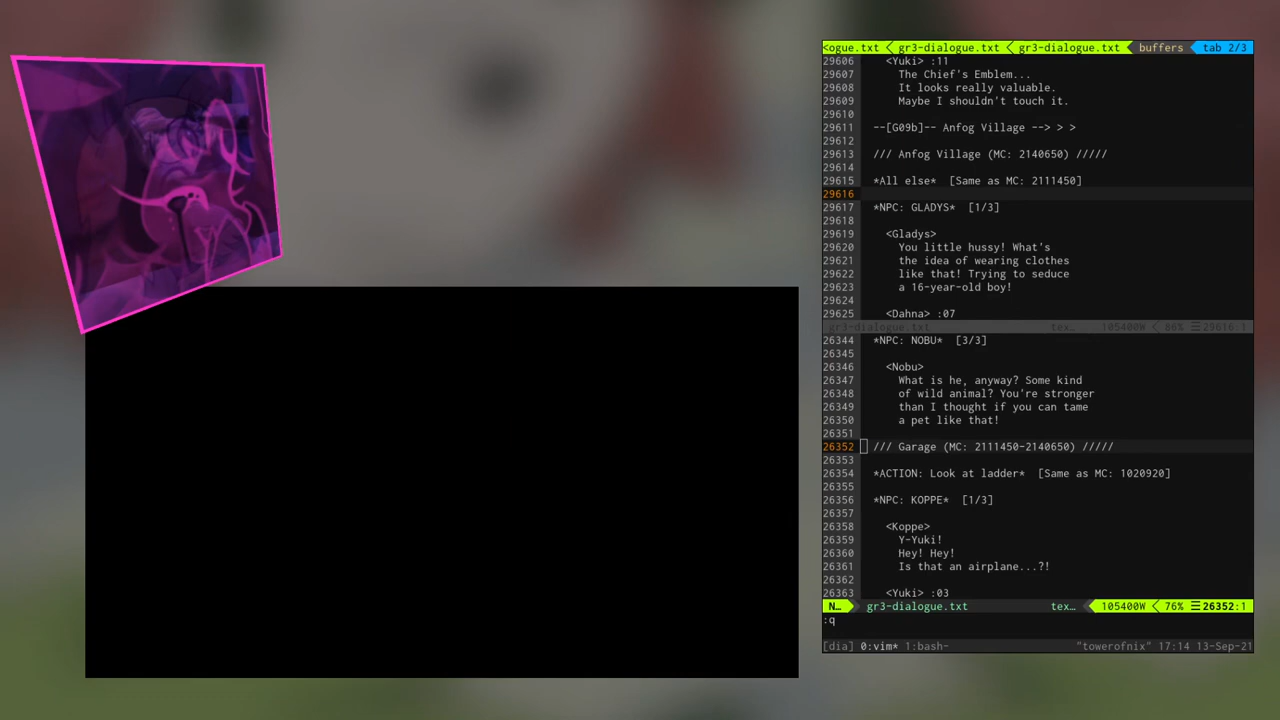 <ogue.txt < gr3-dialogue.txt < gr3-dialogue.txt buffers < tab 2/3
29606 <Yuki> :11
29607 The Chief's Emblem...
29608 It looks really valuable.
29609 Maybe I shouldn't touch it.
29610
29611 --[G09b]-- Anfog Village --> > >
29612
29613 /// Anfog Village (MC: 2140650) /////
29614
29615 *All else* [Same as MC: 2111450]
29616
29617 *NPC: GLADYS* [1/3]
29618
29619 <Gladys>
29620 You little hussy! What's
29621 the idea of wearing clothes
29622 like that! Trying to seduce
29623 a 16-year-old boy!
29624
29625 <Dahna> :07
gr3-dialogue.txt tex… 105400W < 86% ☰29616:1
26344 *NPC: NOBU* [3/3]
26345
26346 <Nobu>
26347 What is he, anyway? Some kind
26348 of wild animal? You're stronger
26349 than I thought if you can tame
26350 a pet like that!
26351
26352 /// Garage (MC: 2111450-2140650) /////
26353
26354 *ACTION: Look at ladder* [Same as MC: 1020920]
26355
26356 *NPC: KOPPE* [1/3]
26357
26358 <Koppe>
26359 Y-Yuki!
26360 Hey! Hey!
26361 Is that an airplane...?!
26362
26363 <Yuki> :03
N… gr3-dialogue.txt tex… 105400W < 76% ☰26352:1
:q
[dia] 0:vim* 1:bash- "towerofnix" 17:14 13-Sep-21